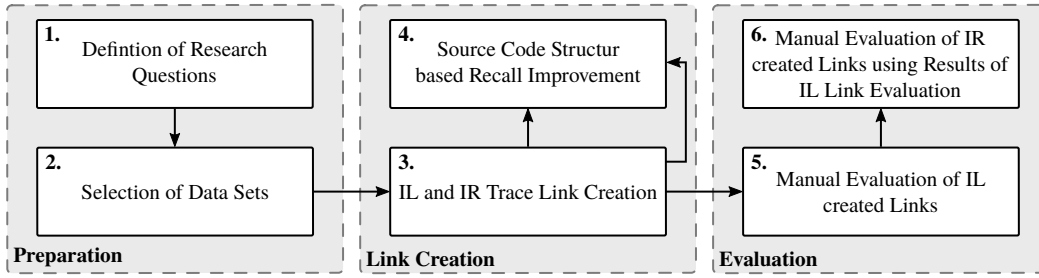 1.
Defintion of Research
Questions
2.
Selection of Data Sets
Preparation
4.
Source Code Structur
based Recall Improvement
3.
IL and IR Trace Link Creation
Link Creation
6.
Manual Evaluation of IR
created Links using Results of
IL Link Evaluation
5.
Manual Evaluation of IL
created Links
Evaluation